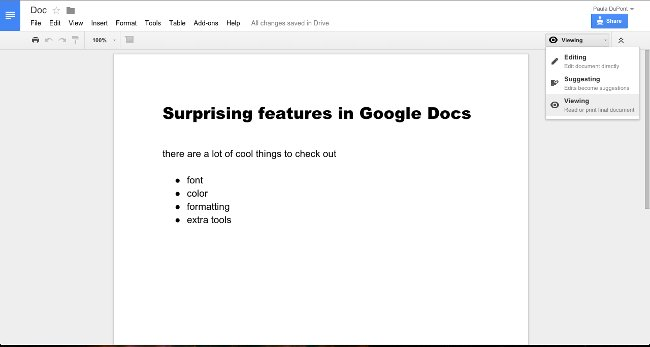 Doc
Paula DuPont
File Edit View Insert Format Tools Table Add-ons Help All changes saved in Drive
Share
100%
Viewing
Editing
Edit document directly
Suggesting
Edits become suggestions
Viewing
Read or print final document
Surprising features in Google Docs
there are a lot of cool things to check out
● font
● color
● formatting
● extra tools